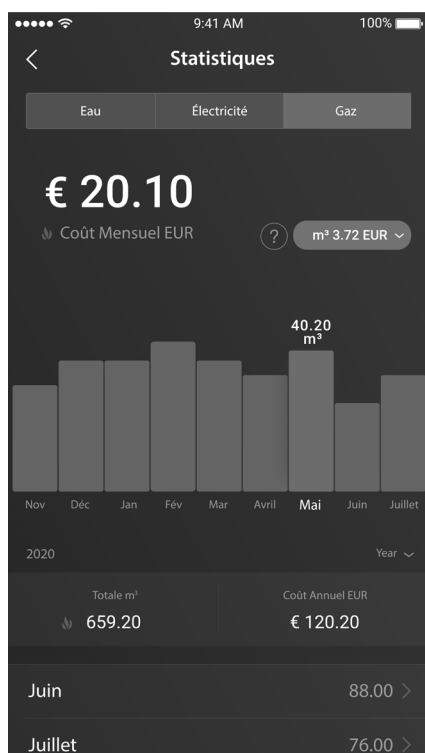 9:41 AM 100%
Statistiques
Eau Électricité Gaz
€ 20.10
Coût Mensuel EUR ? m³ 3.72 EUR
40.20
m³
Nov Déc Jan Fév Mar Avril Mai Juin Juillet
2020 Year
Totale m³ Coût Annuel EUR
659.20 € 120.20
Juin 88.00
Juillet 76.00